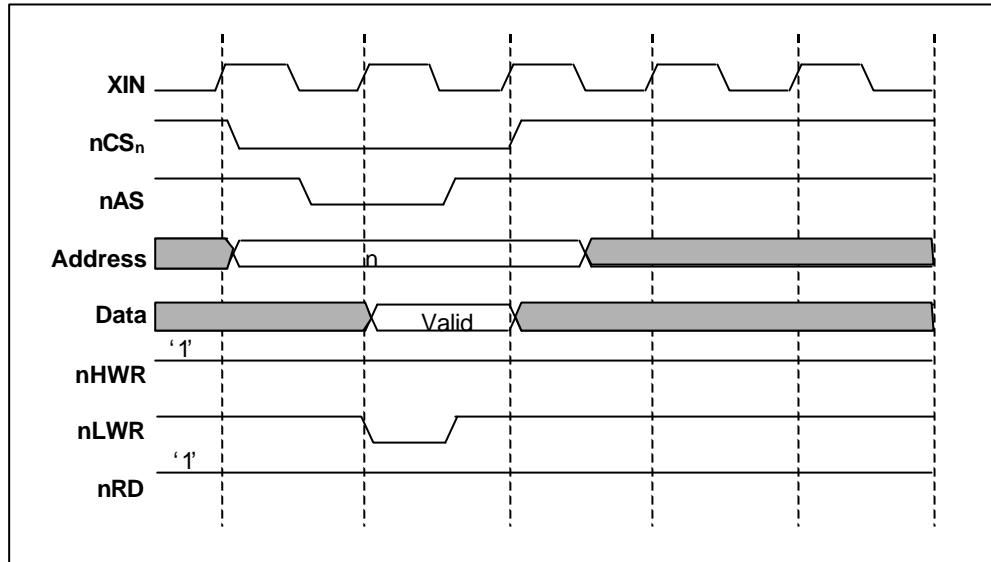 XIN
nCSn
nAS
Address n
Data Valid
'1'
nHWR
nLWR
'1'
nRD